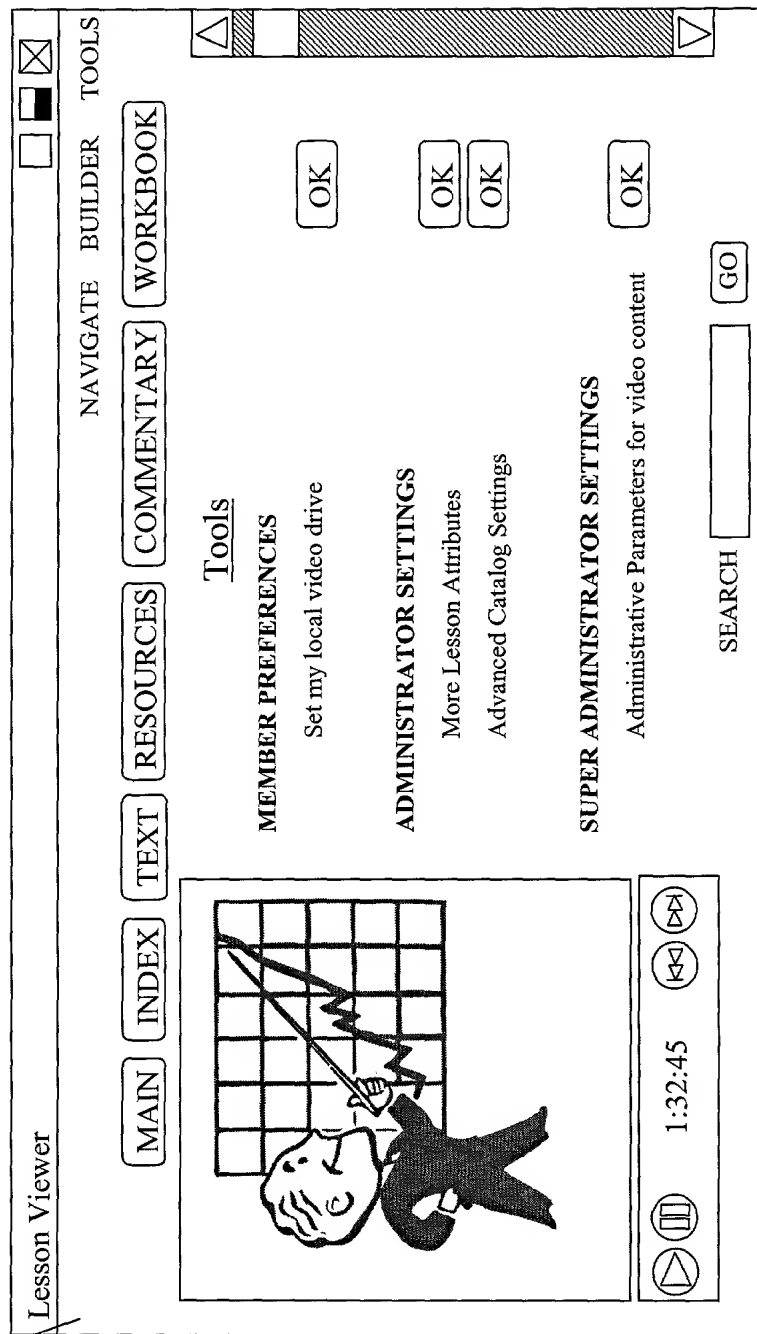 Lesson Viewer
NAVIGATE BUILDER TOOLS
MAIN INDEX TEXT RESOURCES COMMENTARY WORKBOOK
Tools
MEMBER PREFERENCES
Set my local video drive OK
ADMINISTRATOR SETTINGS
More Lesson Attributes OK
Advanced Catalog Settings OK
SUPER ADMINISTRATOR SETTINGS
Administrative Parameters for video content OK
1:32:45
SEARCH GO